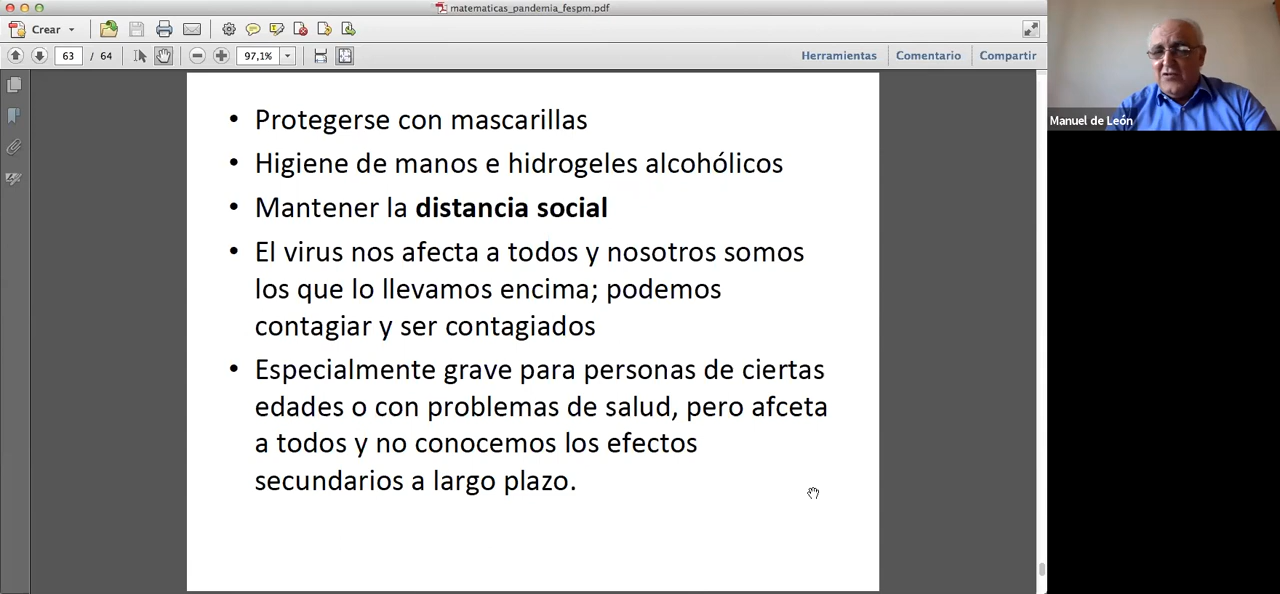 matematicas_pandemia_fespm.pdf
Crear
63 / 64
97,1%
Herramientas
Comentario
Compartir
• Protegerse con mascarillas
• Higiene de manos e hidrogeles alcohólicos
• Mantener la distancia social
• El virus nos afecta a todos y nosotros somos
los que lo llevamos encima; podemos
contagiar y ser contagiados
• Especialmente grave para personas de ciertas
edades o con problemas de salud, pero afceta
a todos y no conocemos los efectos
secundarios a largo plazo.
Manuel de León